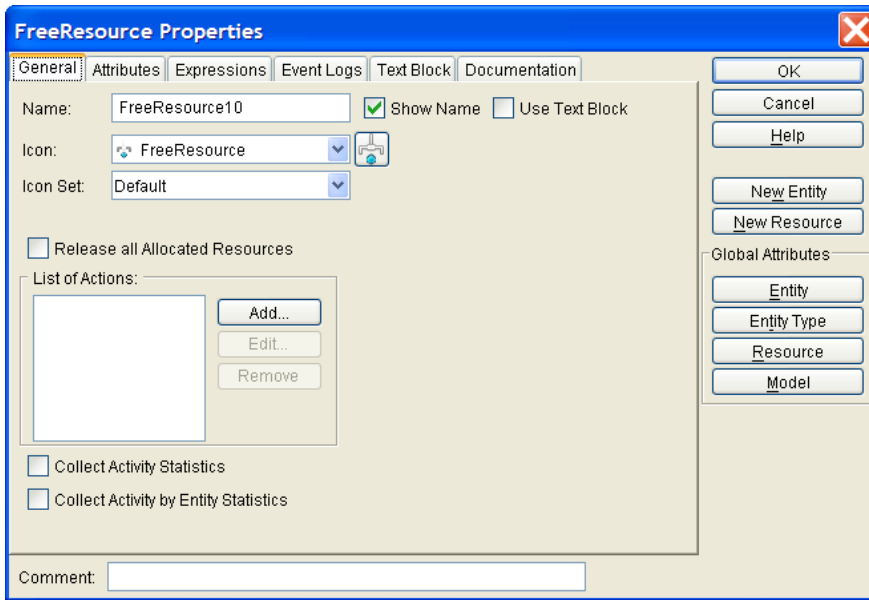 FreeResource Properties
General Attributes Expressions Event Logs Text Block Documentation
Name: FreeResource10 Show Name Use Text Block
Icon: FreeResource
Icon Set: Default
Release all Allocated Resources
List of Actions:
Add...
Edit...
Remove
Collect Activity Statistics
Collect Activity by Entity Statistics
Comment:
OK
Cancel
Help
New Entity
New Resource
Global Attributes
Entity
Entity Type
Resource
Model